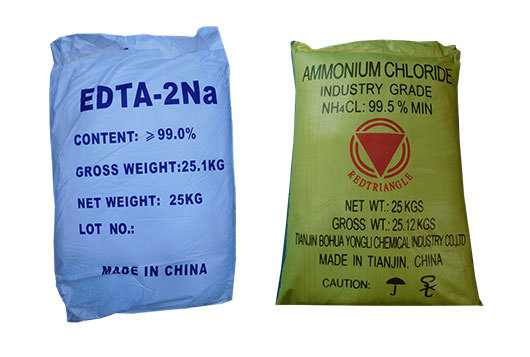 EDTA-2Na
CONTENT: ≥99.0%
GROSS WEIGHT:25.1KG
NET WEIGHT: 25KG
LOT NO.:
MADE IN CHINA
AMMONIUM CHLORIDE
INDUSTRY GRADE
NH4CL: 99.5% MIN
REDTRIANGLE
NET WT.: 25 KGS
GROSS WT.: 25.12 KGS
TIANJIN BOHUA YONGLI CHEMICAL INDUSTRY CO.LTD
MADE IN TIANJIN, CHINA
CAUTION: